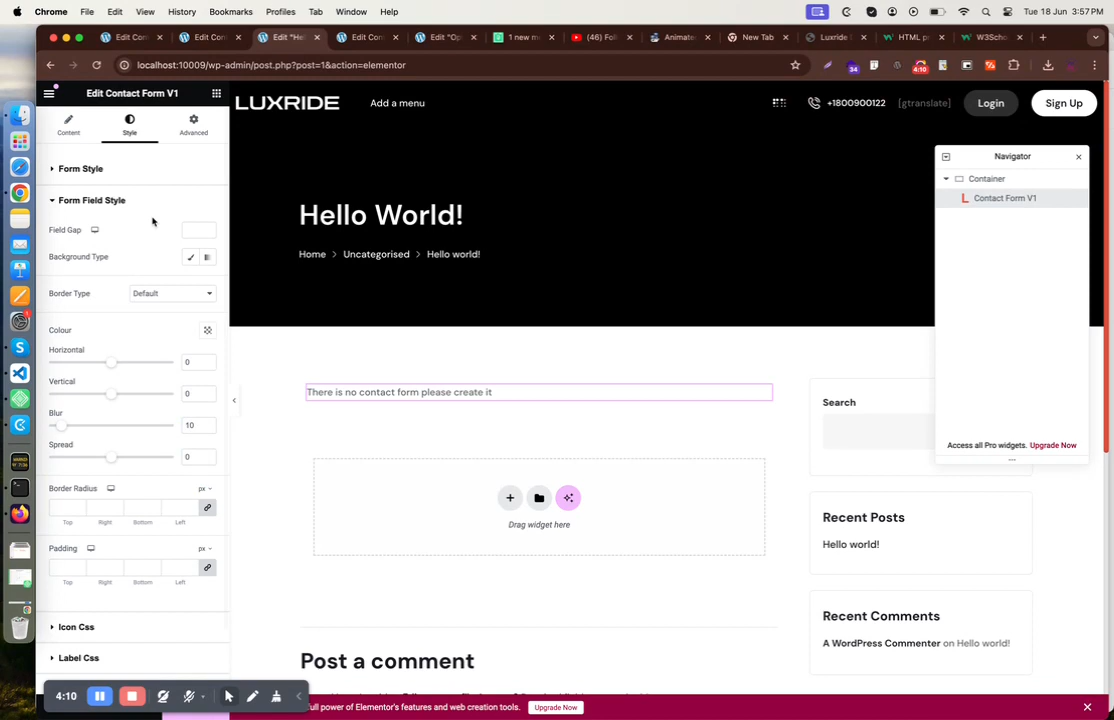 Chrome File Edit View History Bookmarks Profiles Tab Window Help
Tue 18 Jun 3:57PM
Edit Con
Edit Con
Edit "He
Edit Con
Edit "Op
1 new m
(46) Fol
Animate
New Tab
Luxride
HTML p
W3Scho
localhost:10009/wp-admin/post.php?post=1&action=elementor
34
4:10
Edit Contact Form V1
Content
Style
Advanced
Form Style
Form Field Style
Field Gap
Background Type
Border Type
Default
Colour
Horizontal
0
Vertical
0
Blur
10
Spread
0
Border Radius
px
Top Right Bottom Left
Padding
px
Top Right Bottom Left
Icon Css
Label Css
4:10
LUXRIDE
Add a menu
+1800900122
[gtranslate]
Login
Sign Up
Hello World!
Home > Uncategorised > Hello world!
There is no contact form please create it
Drag widget here
Post a comment
Search
Recent Posts
Hello world!
Recent Comments
A WordPress Commenter on Hello world!
Navigator
Container
Contact Form V1
Access all Pro widgets. Upgrade Now
full power of Elementor's features and web creation tools.
Upgrade Now